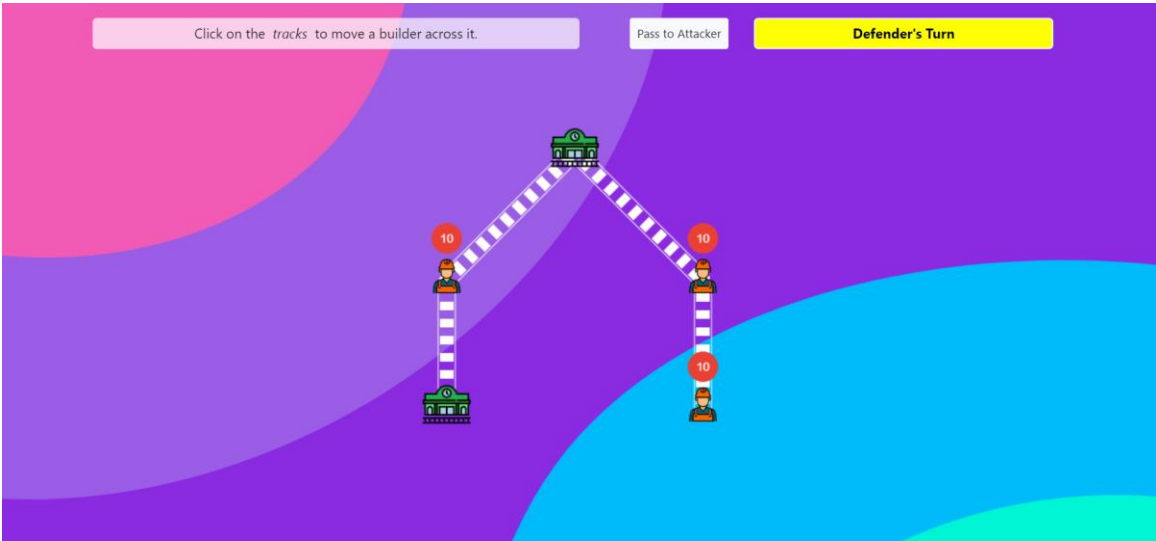 Click on the tracks to move a builder across it.
Pass to Attacker
Defender's Turn
10
10
10